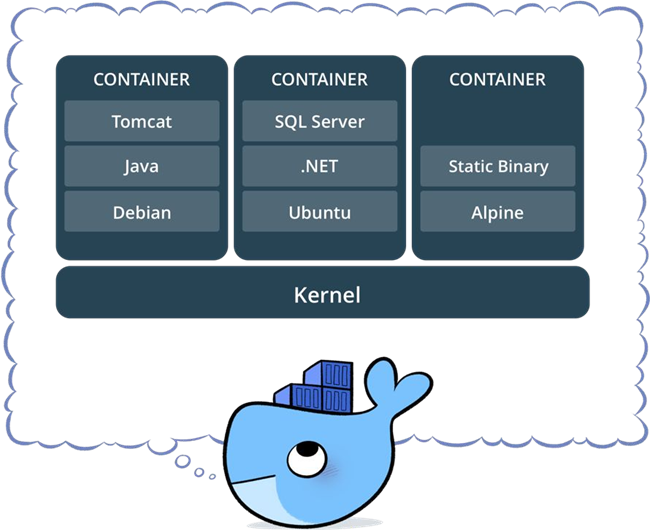 CONTAINER
Tomcat
Java
Debian
CONTAINER
SQL Server
.NET
Ubuntu
CONTAINER
Static Binary
Alpine
Kernel